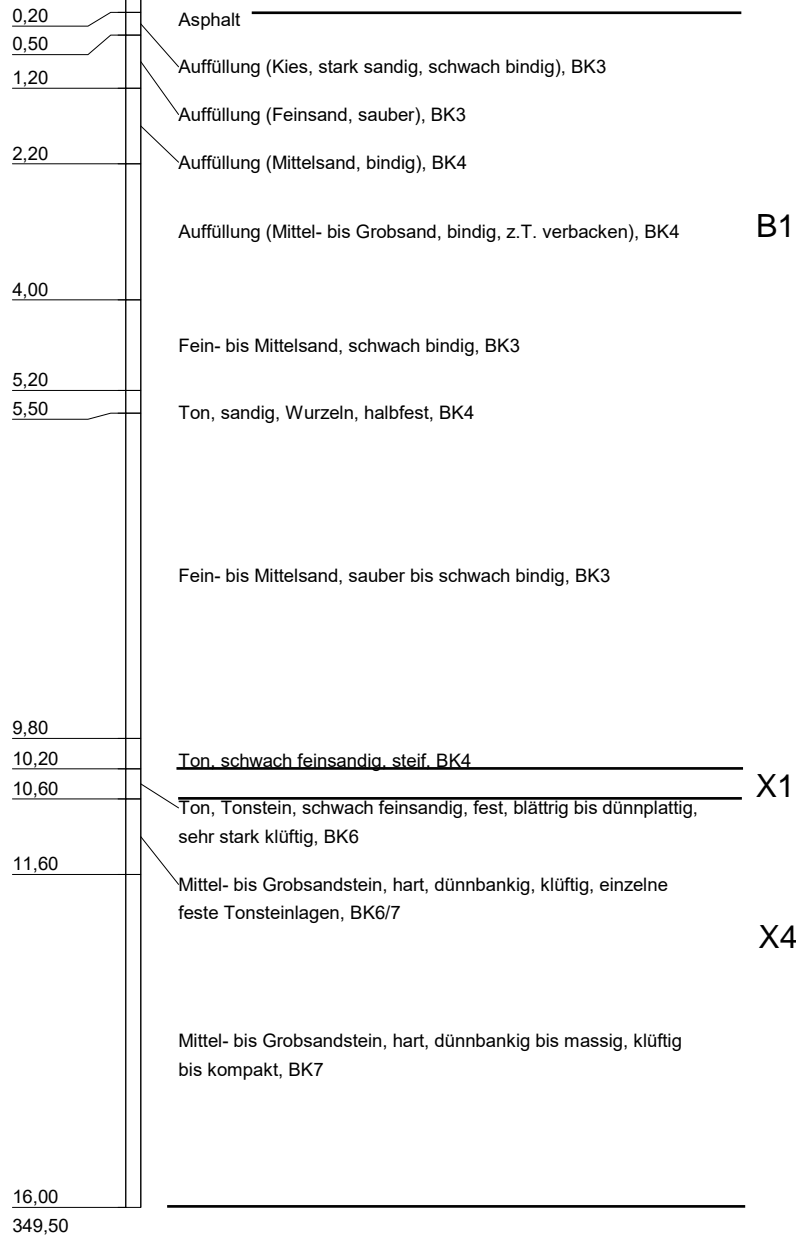 0,20
Asphalt
0,50
Auffüllung (Kies, stark sandig, schwach bindig), BK3
1,20
Auffüllung (Feinsand, sauber), BK3
2,20
Auffüllung (Mittelsand, bindig), BK4
Auffüllung (Mittel- bis Grobsand, bindig, z.T. verbacken), BK4
B1
4,00
Fein- bis Mittelsand, schwach bindig, BK3
5,20
5,50
Ton, sandig, Wurzeln, halbfest, BK4
Fein- bis Mittelsand, sauber bis schwach bindig, BK3
9,80
10,20
Ton, schwach feinsandig, steif, BK4
X1
10,60
Ton, Tonstein, schwach feinsandig, fest, blättrig bis dünnplattig,
sehr stark klüftig, BK6
11,60
Mittel- bis Grobsandstein, hart, dünnbankig, klüftig, einzelne
feste Tonsteinlagen, BK6/7
X4
Mittel- bis Grobsandstein, hart, dünnbankig bis massig, klüftig
bis kompakt, BK7
16,00
349,50